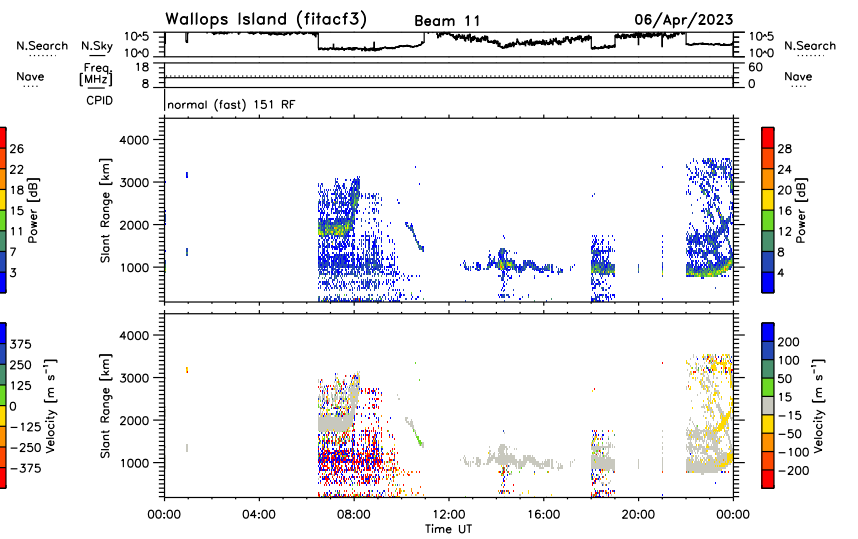 Wallops Island (fitacf3) Beam 11 06/Apr/2023
10^5 10^5
N.Search N.Sky N.Search
10^0 10^0
Freq. 18 60
Nave [MHz] Nave
8 0
CPID normal (fast) 151 RF
Power [dB] 26 22 18 15 11 7 3
Slant Range [km] 4000 3000 2000 1000
Power [dB] 28 24 20 16 12 8 4
Velocity [m s⁻¹] 375 250 125 0 −125 −250 −375
Slant Range [km] 4000 3000 2000 1000
Velocity [m s⁻¹] 200 100 50 15 −15 −50 −100 −200
00:00 04:00 08:00 12:00 16:00 20:00 00:00
Time UT